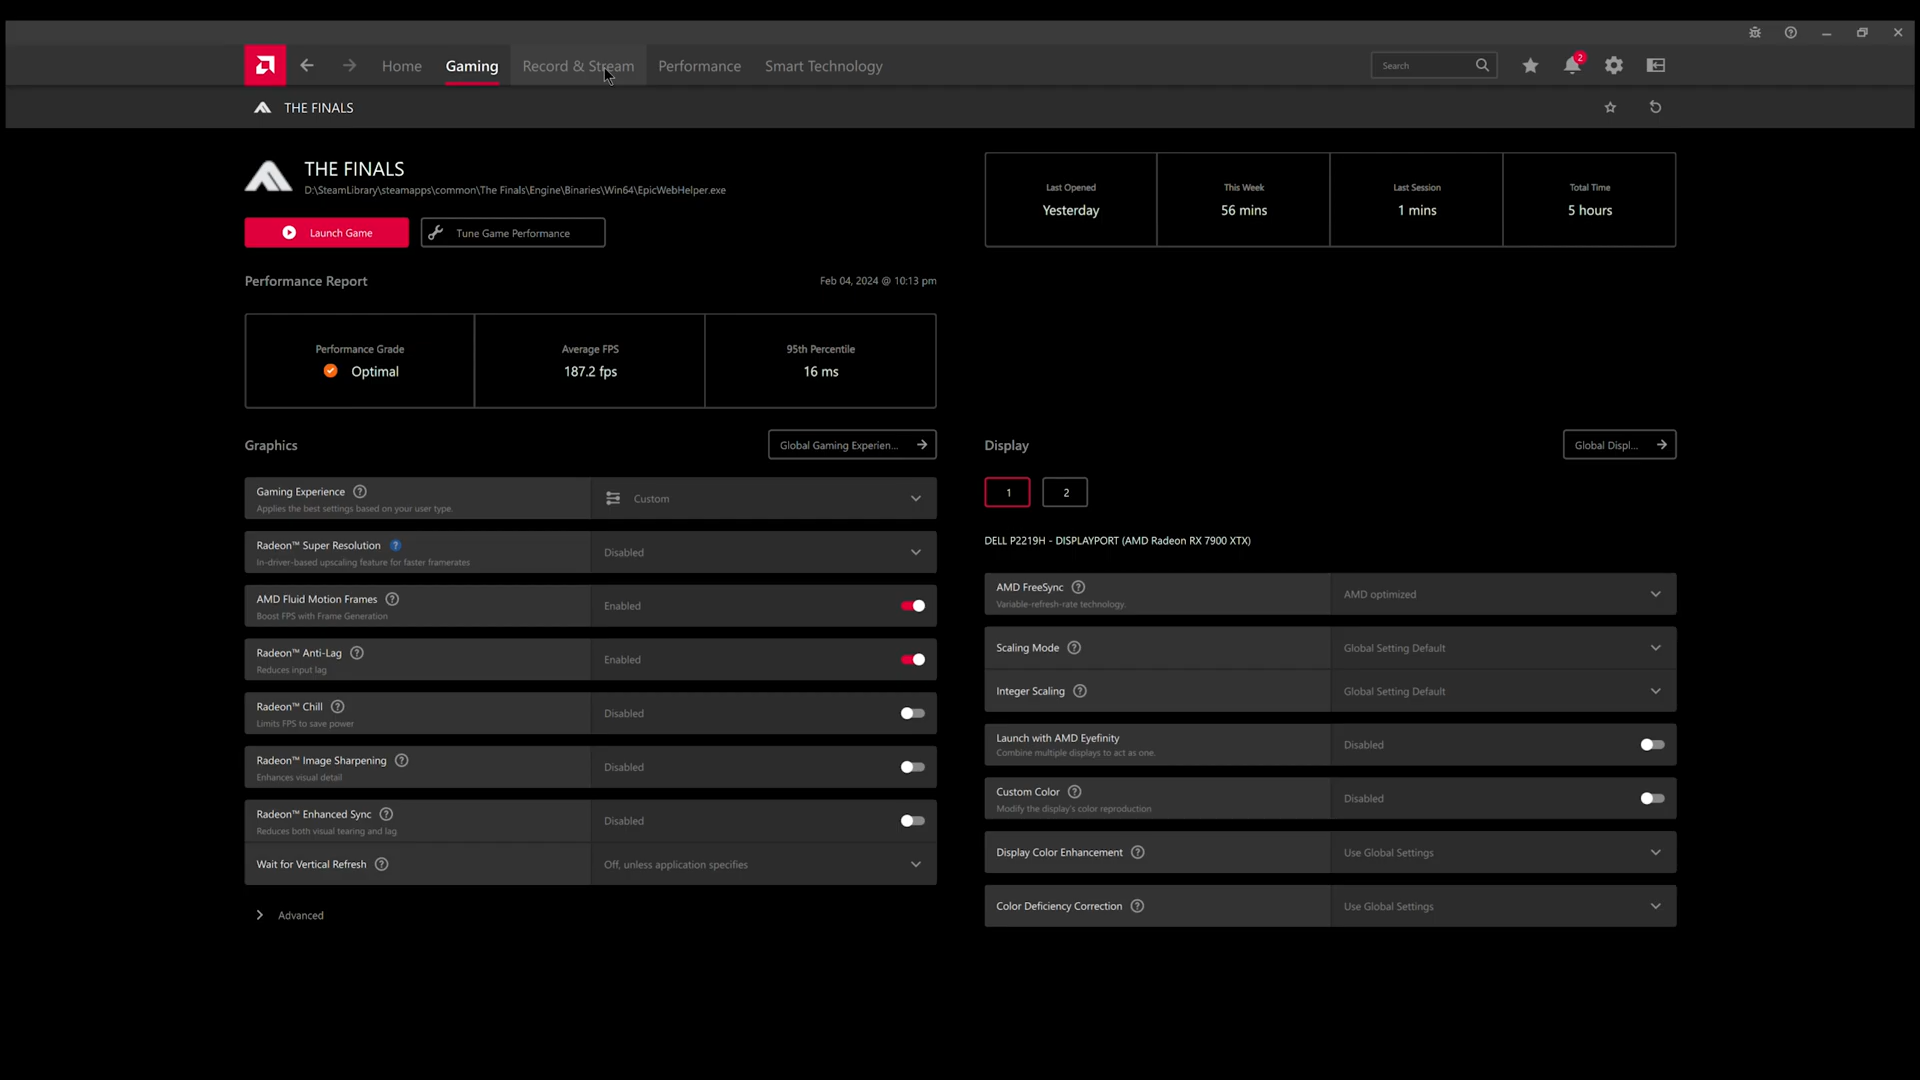 Home
Gaming
Record & Stream
Performance
Smart Technology
Search
2
THE FINALS
THE FINALS
D:\SteamLibrary\steamapps\common\The Finals\Engine\Binaries\Win64\EpicWebHelper.exe
Launch Game
Tune Game Performance
Last Opened
Yesterday
This Week
56 mins
Last Session
1 mins
Total Time
5 hours
Performance Report
Feb 04, 2024 @ 10:13 pm
Performance Grade
Optimal
Average FPS
187.2 fps
95th Percentile
16 ms
Graphics
Global Gaming Experien...
Gaming Experience ?
Applies the best settings based on your user type.
Custom
Radeon™ Super Resolution ?
In-driver-based upscaling feature for faster framerates
Disabled
AMD Fluid Motion Frames ?
Boost FPS with Frame Generation
Enabled
Radeon™ Anti-Lag ?
Reduces input lag
Enabled
Radeon™ Chill ?
Limits FPS to save power
Disabled
Radeon™ Image Sharpening ?
Enhances visual detail
Disabled
Radeon™ Enhanced Sync ?
Reduces both visual tearing and lag
Disabled
Wait for Vertical Refresh ?
Off, unless application specifies
Advanced
Display
Global Displ...
1
2
DELL P2219H - DISPLAYPORT (AMD Radeon RX 7900 XTX)
AMD FreeSync ?
Variable-refresh-rate technology.
AMD optimized
Scaling Mode ?
Global Setting Default
Integer Scaling ?
Global Setting Default
Launch with AMD Eyefinity
Combine multiple displays to act as one.
Disabled
Custom Color ?
Modify the display's color reproduction
Disabled
Display Color Enhancement ?
Use Global Settings
Color Deficiency Correction ?
Use Global Settings